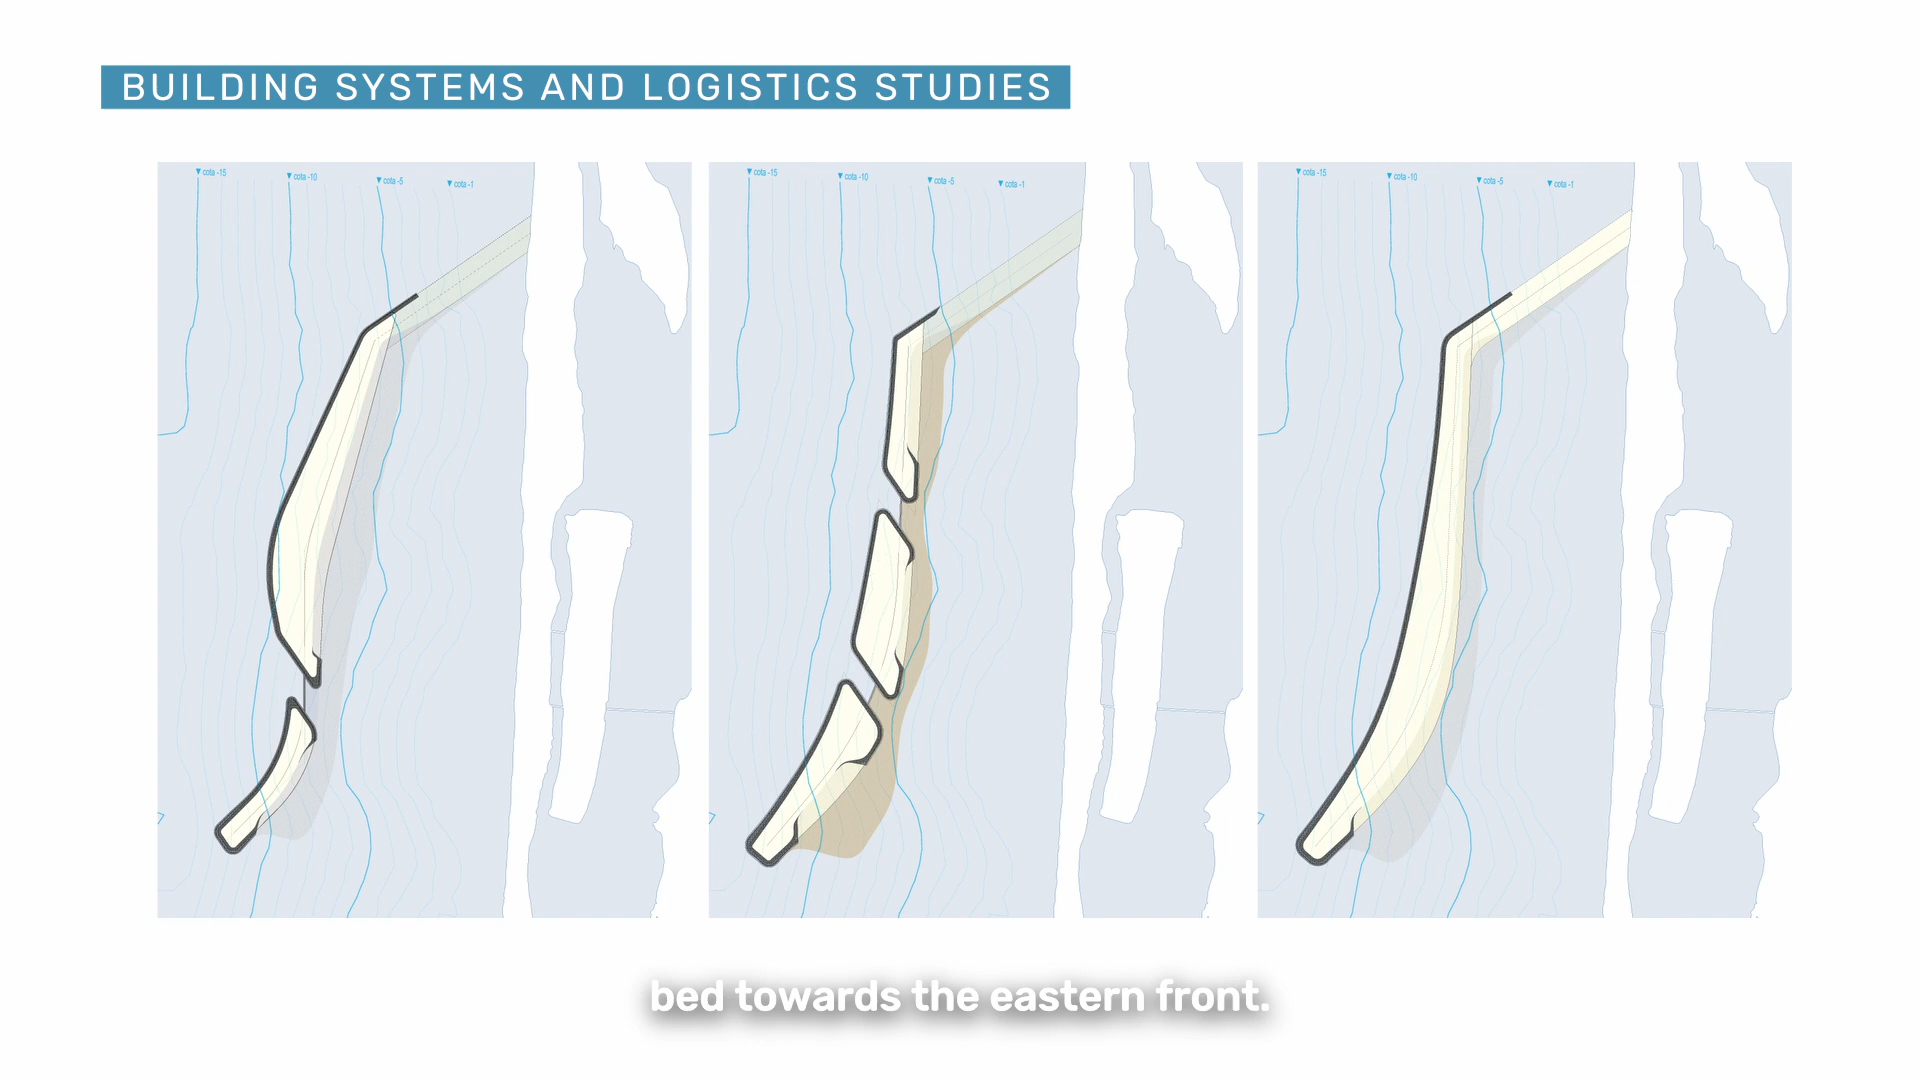 BUILDING SYSTEMS AND LOGISTICS STUDIES
cota -15 cota -10 cota -5 cota -1
cota -15 cota -10 cota -5 cota -1
cota -15 cota -10 cota -5 cota -1
bed towards the eastern front.